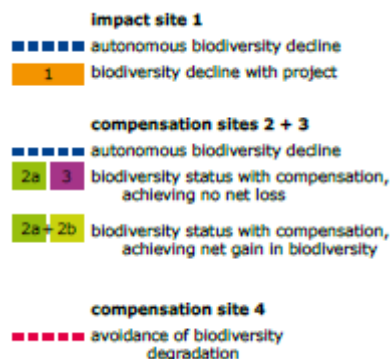 impact site 1
autonomous biodiversity decline
1 biodiversity decline with project
compensation sites 2 + 3
autonomous biodiversity decline
2a 3 biodiversity status with compensation,
achieving no net loss
2a + 2b biodiversity status with compensation,
achieving net gain in biodiversity
compensation site 4
avoidance of biodiversity
degradation